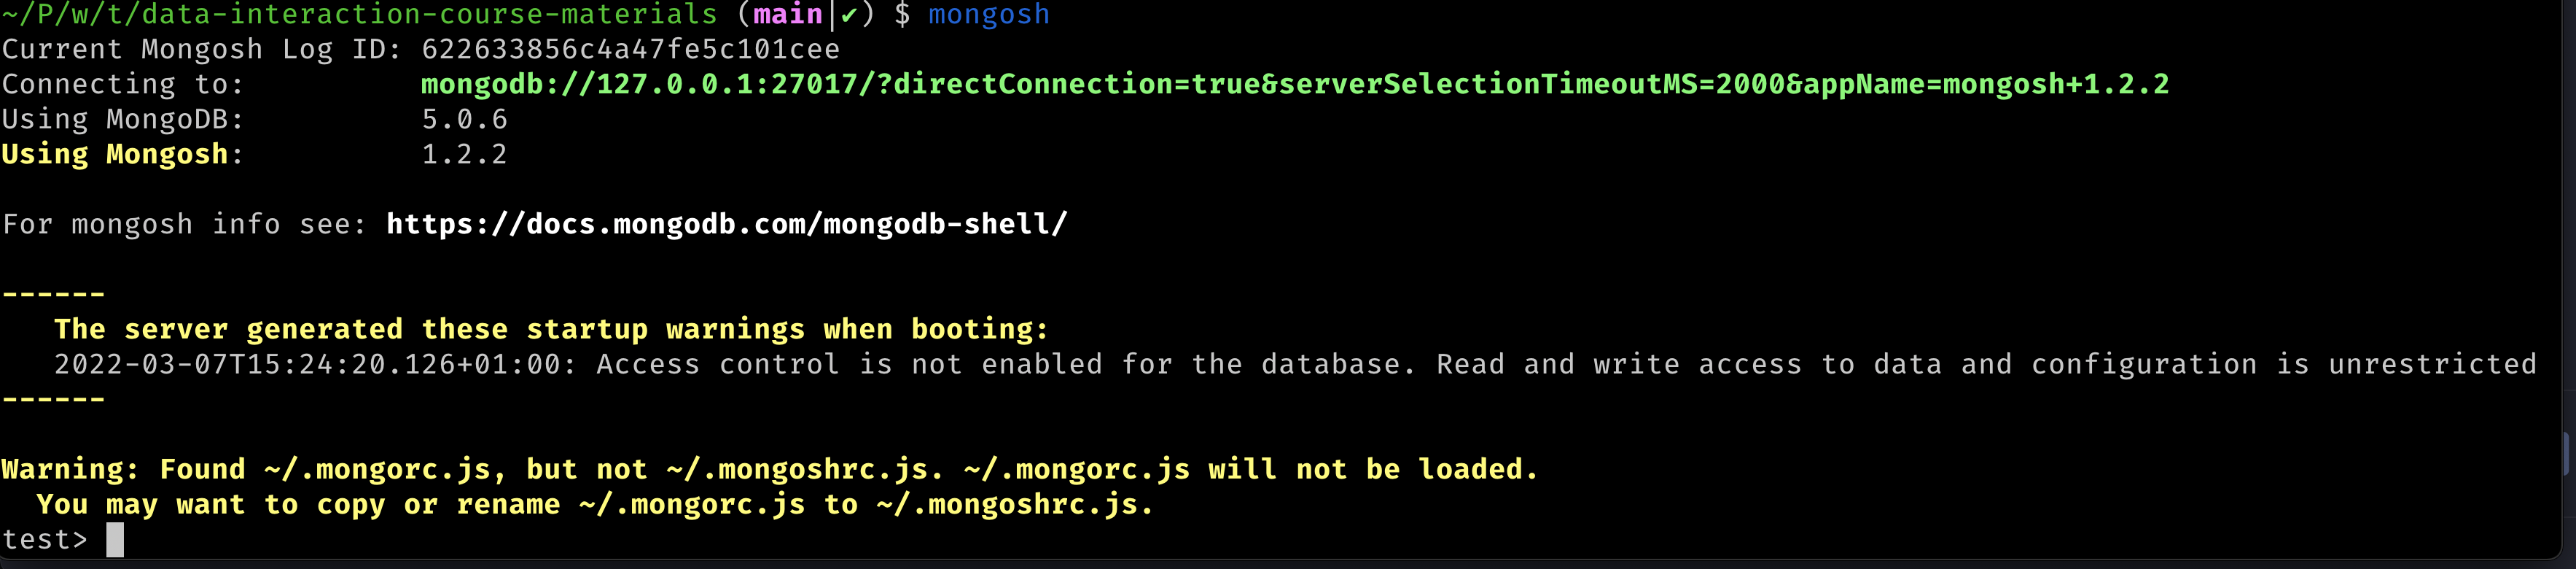 ~/P/w/t/data-interaction-course-materials (main|✔) $ mongosh
Current Mongosh Log ID: 622633856c4a47fe5c101cee
Connecting to: mongodb://127.0.0.1:27017/?directConnection=true&serverSelectionTimeoutMS=2000&appName=mongosh+1.2.2
Using MongoDB: 5.0.6
Using Mongosh: 1.2.2
For mongosh info see: https://docs.mongodb.com/mongodb-shell/
------
The server generated these startup warnings when booting:
2022-03-07T15:24:20.126+01:00: Access control is not enabled for the database. Read and write access to data and configuration is unrestricted
------
Warning: Found ~/.mongorc.js, but not ~/.mongoshrc.js. ~/.mongorc.js will not be loaded.
You may want to copy or rename ~/.mongorc.js to ~/.mongoshrc.js.
test>